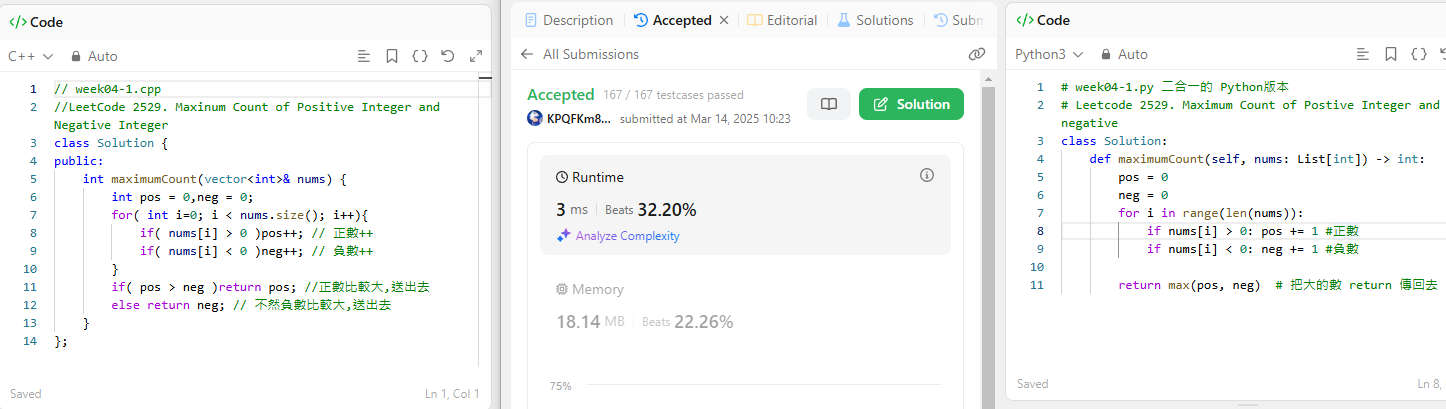 </> Code
C++
Auto
1 // week04-1.cpp
2 //LeetCode 2529. Maxinum Count of Positive Integer and
Negative Integer
3 class Solution {
4 public:
5 int maximumCount(vector<int>& nums) {
6 int pos = 0,neg = 0;
7 for( int i=0; i < nums.size(); i++){
8 if( nums[i] > 0 )pos++; // 正數++
9 if( nums[i] < 0 )neg++; // 負數++
10 }
11 if( pos > neg )return pos; //正數比較大,送出去
12 else return neg; // 不然負數比較大,送出去
13 }
14 };
Saved
Ln 1, Col 1
Description
Accepted
Editorial
Solutions
Subm
All Submissions
Accepted 167 / 167 testcases passed
KPQFKm8... submitted at Mar 14, 2025 10:23
Solution
Runtime
3 ms Beats 32.20%
Analyze Complexity
Memory
18.14 MB Beats 22.26%
75%
</> Code
Python3
Auto
1 # week04-1.py 二合一的 Python版本
2 # Leetcode 2529. Maximum Count of Postive Integer and
negative
3 class Solution:
4 def maximumCount(self, nums: List[int]) -> int:
5 pos = 0
6 neg = 0
7 for i in range(len(nums)):
8 if nums[i] > 0: pos += 1 #正數
9 if nums[i] < 0: neg += 1 #負數
10
11 return max(pos, neg) # 把大的數 return 傳回去
Saved
Ln 8,